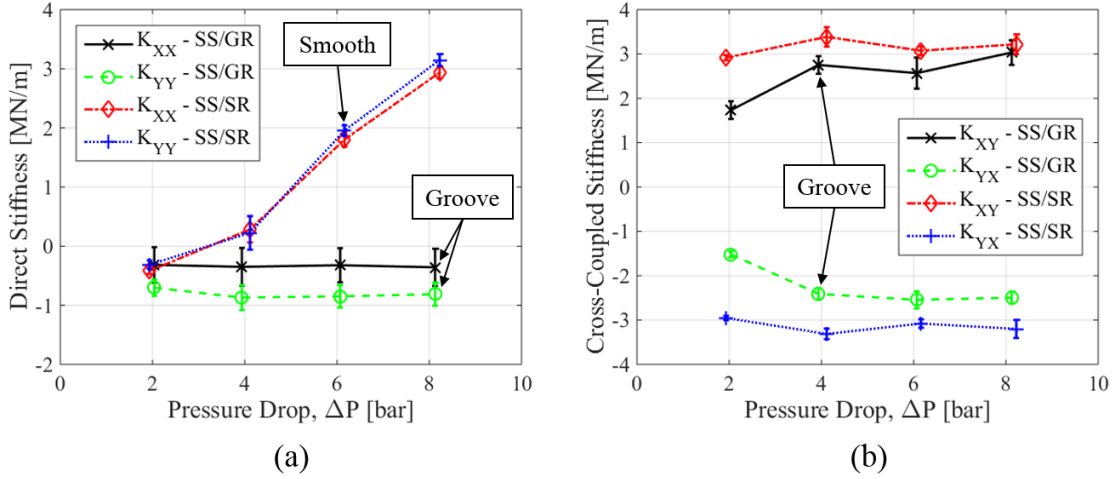 Direct Stiffness [MN/m]
4
3
2
1
0
-1
-2
0
2
4
6
8
10
Pressure Drop, ΔP [bar]
K_XX - SS/GR
K_YY - SS/GR
K_XX - SS/SR
K_YY - SS/SR
Smooth
Groove
(a)
Cross-Coupled Stiffness [MN/m]
4
3
2
1
0
-1
-2
-3
-4
0
2
4
6
8
10
Pressure Drop, ΔP [bar]
K_XY - SS/GR
K_YX - SS/GR
K_XY - SS/SR
K_YX - SS/SR
Groove
(b)